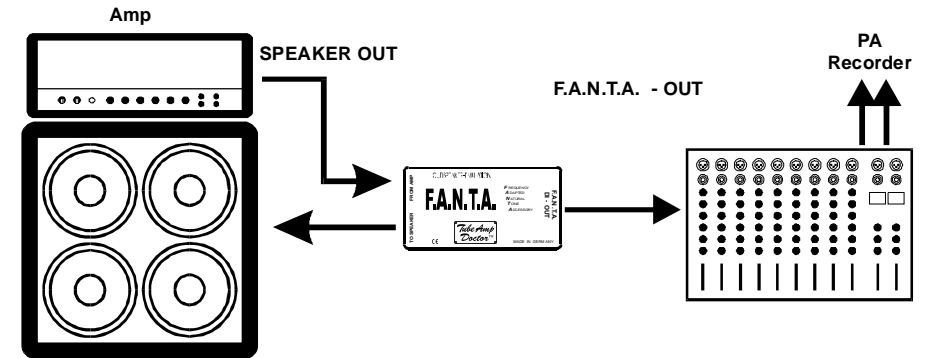 Amp
SPEAKER OUT
F.A.N.T.A. - OUT
PA
Recorder
FROM AMP
TO SPEAKER
F.A.N.T.A.
FREQUENCY
ADAPTED
NATURAL
TONE
ACCESSORY
F.A.N.T.A.
DI - OUT
Tube Amp
Doctor™
CE
MADE IN GERMANY